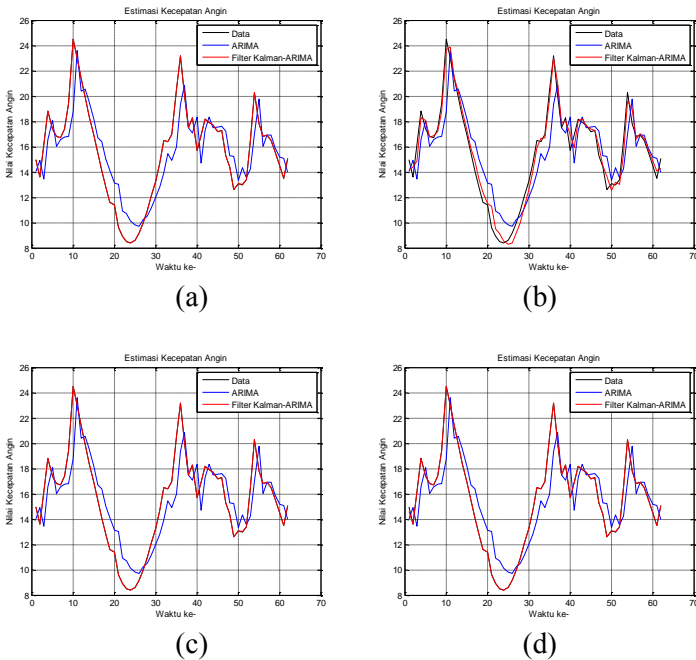 Estimasi Kecepatan Angin
26
24
22
20
18
16
14
12
10
8
Nilai Kecepatan Angin
Data
ARIMA
Filter Kalman-ARIMA
0 10 20 30 40 50 60 70
Waktu ke-
(a)
Estimasi Kecepatan Angin
26
24
22
20
18
16
14
12
10
8
Nilai Kecepatan Angin
Data
ARIMA
Filter Kalman-ARIMA
0 10 20 30 40 50 60 70
Waktu ke-
(b)
Estimasi Kecepatan Angin
26
24
22
20
18
16
14
12
10
8
Nilai Kecepatan Angin
Data
ARIMA
Filter Kalman-ARIMA
0 10 20 30 40 50 60 70
Waktu ke-
(c)
Estimasi Kecepatan Angin
26
24
22
20
18
16
14
12
10
8
Nilai Kecepatan Angin
Data
ARIMA
Filter Kalman-ARIMA
0 10 20 30 40 50 60 70
Waktu ke-
(d)